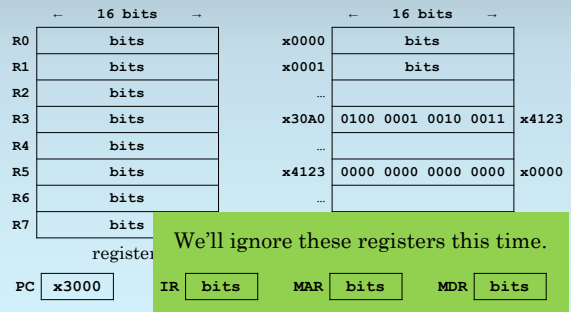 ← 16 bits → ← 16 bits →
R0 bits x0000 bits
R1 bits x0001 bits
R2 bits …
R3 bits x30A0 0100 0001 0010 0011 x4123
R4 bits …
R5 bits x4123 0000 0000 0000 0000 x0000
R6 bits …
R7 bits
We’ll ignore these registers this time.
PC x3000 IR bits MAR bits MDR bits